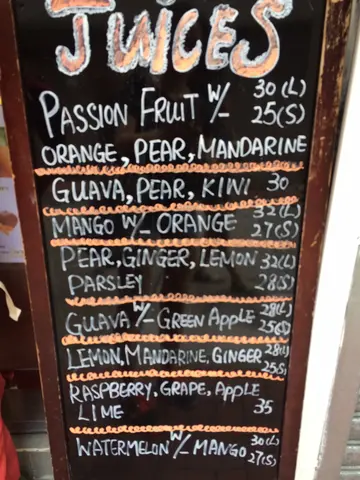 JUICES
PASSION FRUIT W/ 30(L)
25(S)
ORANGE, PEAR, MANDARINE
GUAVA, PEAR, KIWI 30
MANGO W/ ORANGE 32(L)
27(S)
PEAR, GINGER, LEMON 32(L)
PARSLEY 28(S)
GUAVA W/ GREEN APPLE 28(L)
25(S)
LEMON, MANDARINE, GINGER 28(L)
25(S)
RASPBERRY, GRAPE, APPLE
LIME 35
WATERMELON W/ MANGO 30(L)
27(S)